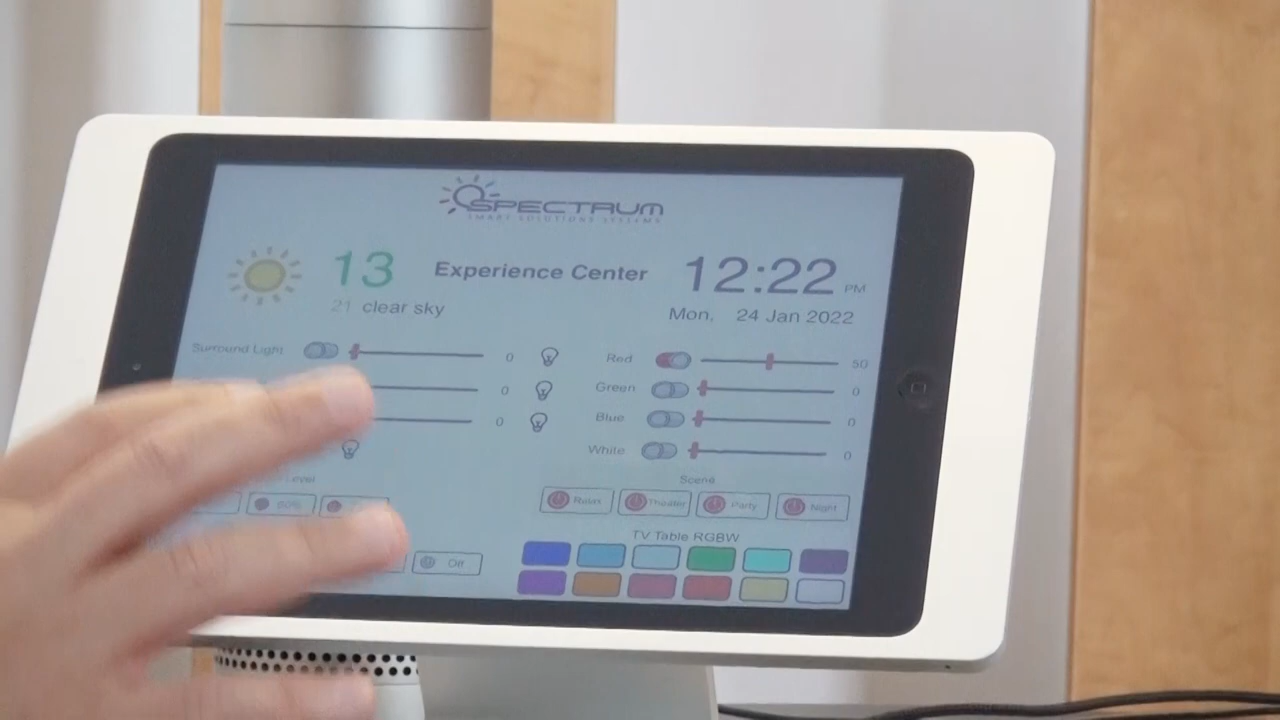 SPECTRUM
SMART SOLUTIONS SYSTEMS
13
Experience Center
12:22 PM
21 clear sky
Mon, 24 Jan 2022
Surround Light 0
Red 50
0
Green 0
0
Blue 0
White 0
Level
Scene
50%
Relax Theater Party Night
TV Table RGBW
Off